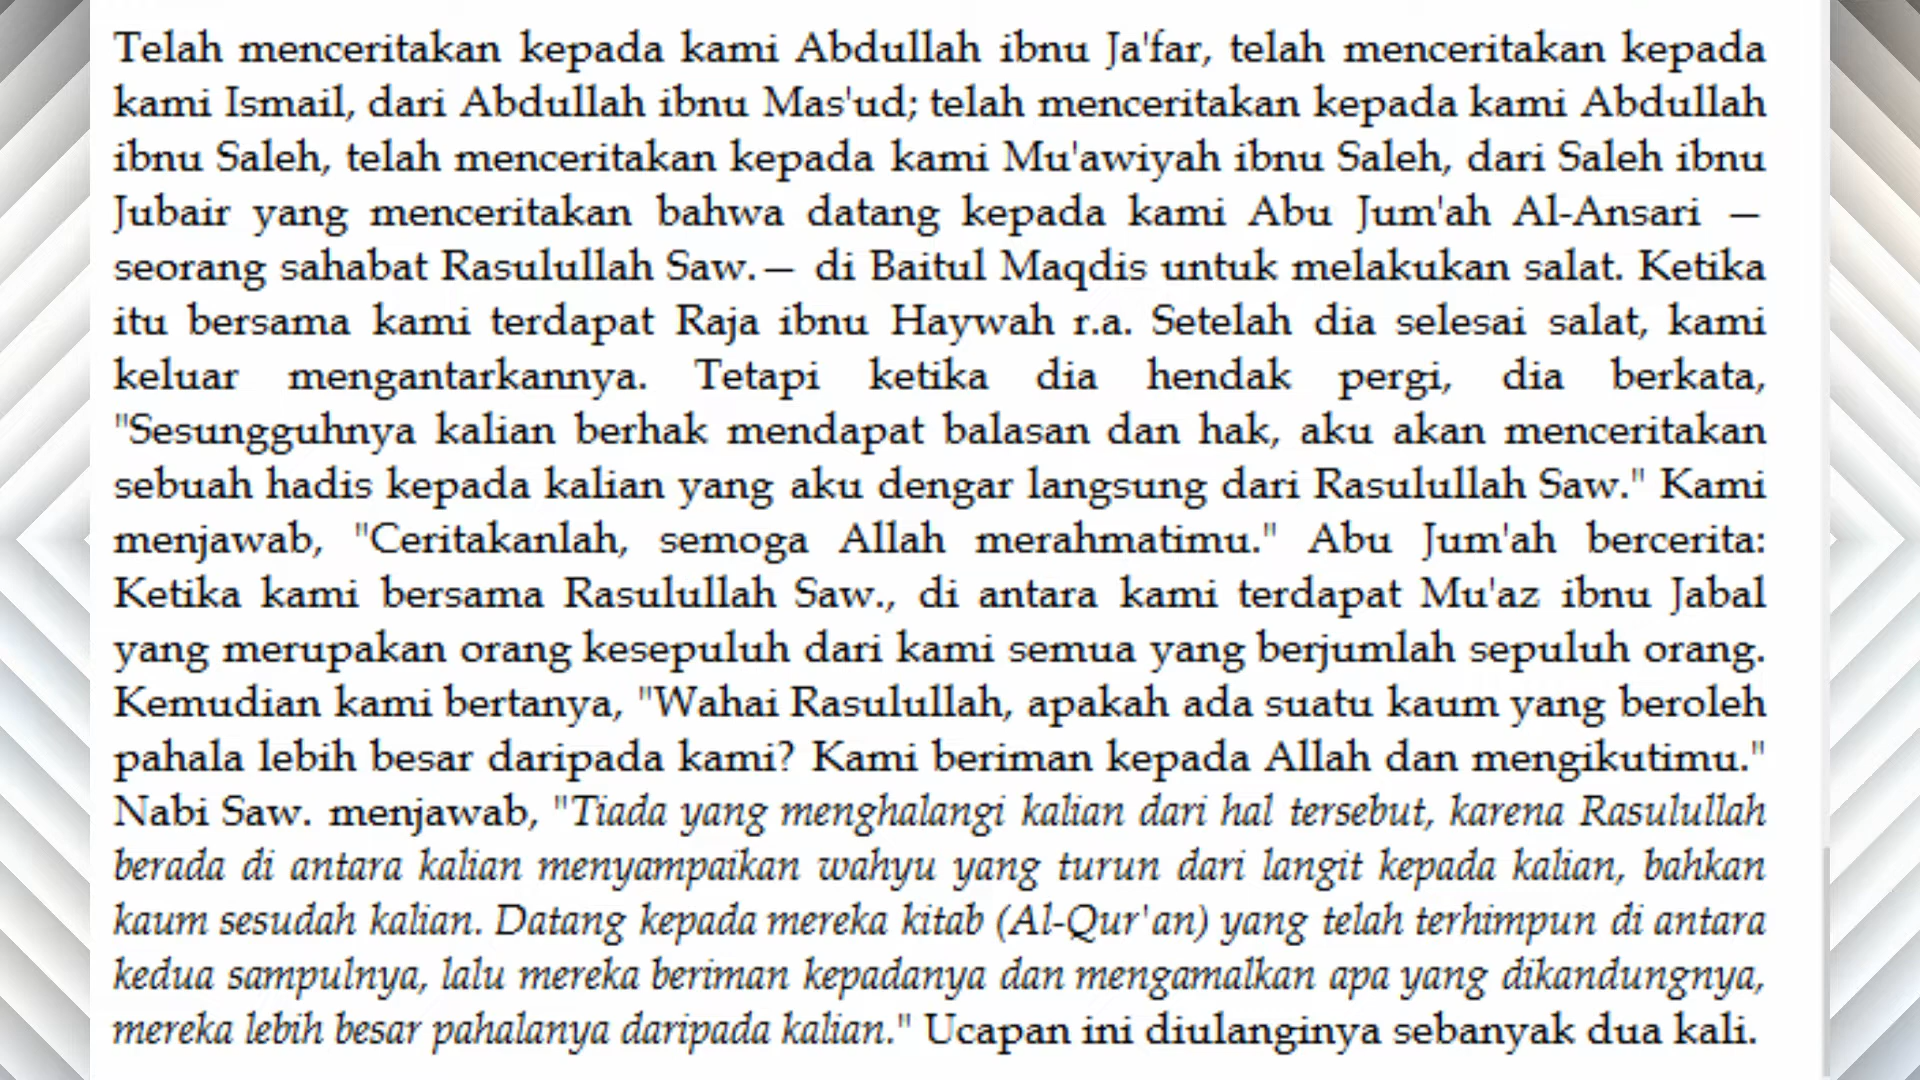 Telah menceritakan kepada kami Abdullah ibnu Ja'far, telah menceritakan kepada
kami Ismail, dari Abdullah ibnu Mas'ud; telah menceritakan kepada kami Abdullah
ibnu Saleh, telah menceritakan kepada kami Mu'awiyah ibnu Saleh, dari Saleh ibnu
Jubair yang menceritakan bahwa datang kepada kami Abu Jum'ah Al-Ansari —
seorang sahabat Rasulullah Saw.— di Baitul Maqdis untuk melakukan salat. Ketika
itu bersama kami terdapat Raja ibnu Haywah r.a. Setelah dia selesai salat, kami
keluar mengantarkannya. Tetapi ketika dia hendak pergi, dia berkata,
"Sesungguhnya kalian berhak mendapat balasan dan hak, aku akan menceritakan
sebuah hadis kepada kalian yang aku dengar langsung dari Rasulullah Saw." Kami
menjawab, "Ceritakanlah, semoga Allah merahmatimu." Abu Jum'ah bercerita:
Ketika kami bersama Rasulullah Saw., di antara kami terdapat Mu'az ibnu Jabal
yang merupakan orang kesepuluh dari kami semua yang berjumlah sepuluh orang.
Kemudian kami bertanya, "Wahai Rasulullah, apakah ada suatu kaum yang beroleh
pahala lebih besar daripada kami? Kami beriman kepada Allah dan mengikutimu."
Nabi Saw. menjawab, "Tiada yang menghalangi kalian dari hal tersebut, karena Rasulullah
berada di antara kalian menyampaikan wahyu yang turun dari langit kepada kalian, bahkan
kaum sesudah kalian. Datang kepada mereka kitab (Al-Qur'an) yang telah terhimpun di antara
kedua sampulnya, lalu mereka beriman kepadanya dan mengamalkan apa yang dikandungnya,
mereka lebih besar pahalanya daripada kalian." Ucapan ini diulanginya sebanyak dua kali.